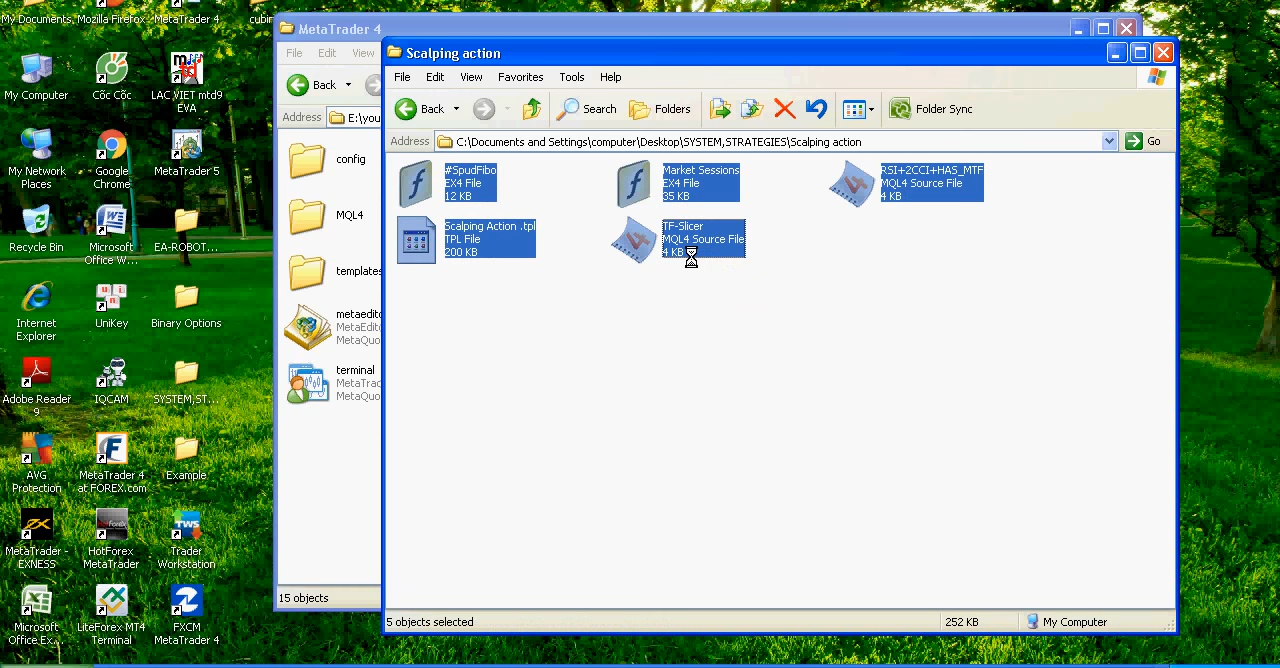 My Documents
Mozilla Firefox
MetaTrader 4
My Computer
Cốc Cốc
LAC VIET mtd9
EVA
My Network
Places
Google
Chrome
MetaTrader 5
Recycle Bin
Microsoft
Office W...
EA-ROBOT...
Internet
Explorer
UniKey
Binary Options
Adobe Reader
9
IQCAM
SYSTEM,ST...
AVG
Protection
MetaTrader 4
at FOREX.com
Example
MetaTrader -
EXNESS
HotForex
MetaTrader
TWS
Trader
Workstation
Microsoft
Office Ex...
LiteForex MT4
Terminal
FXCM
MetaTrader 4
MetaTrader 4
File Edit View
Back
Address E:\you
config
MQL4
templates
MetaQuo
terminal
MetaTrad
MetaQuo
15 objects
Scalping action
File Edit View Favorites Tools Help
Back Search Folders Folder Sync
Address C:\Documents and Settings\computer\Desktop\SYSTEM,STRATEGIES\Scalping action Go
#SpudFibo
EX4 File
12 KB
Market Sessions
EX4 File
35 KB
RSI+2CCI+HAS_MTF
MQL4 Source File
4 KB
Scalping Action .tpl
TPL File
200 KB
TF-Slicer
MQL4 Source File
4 KB
5 objects selected 252 KB My Computer